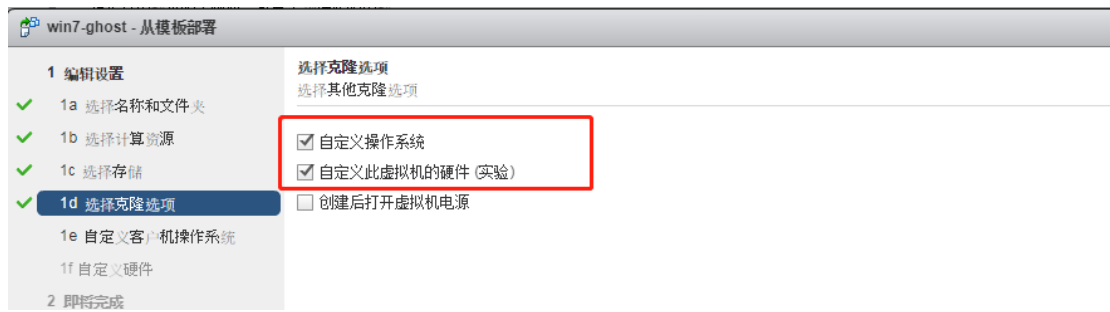 win7-ghost - 从模板部署
1 编辑设置
1a 选择名称和文件夹
1b 选择计算资源
1c 选择存储
1d 选择克隆选项
1e 自定义客户机操作系统
1f 自定义硬件
2 即将完成
选择克隆选项
选择其他克隆选项
自定义操作系统
自定义此虚拟机的硬件 (实验)
创建后打开虚拟机电源